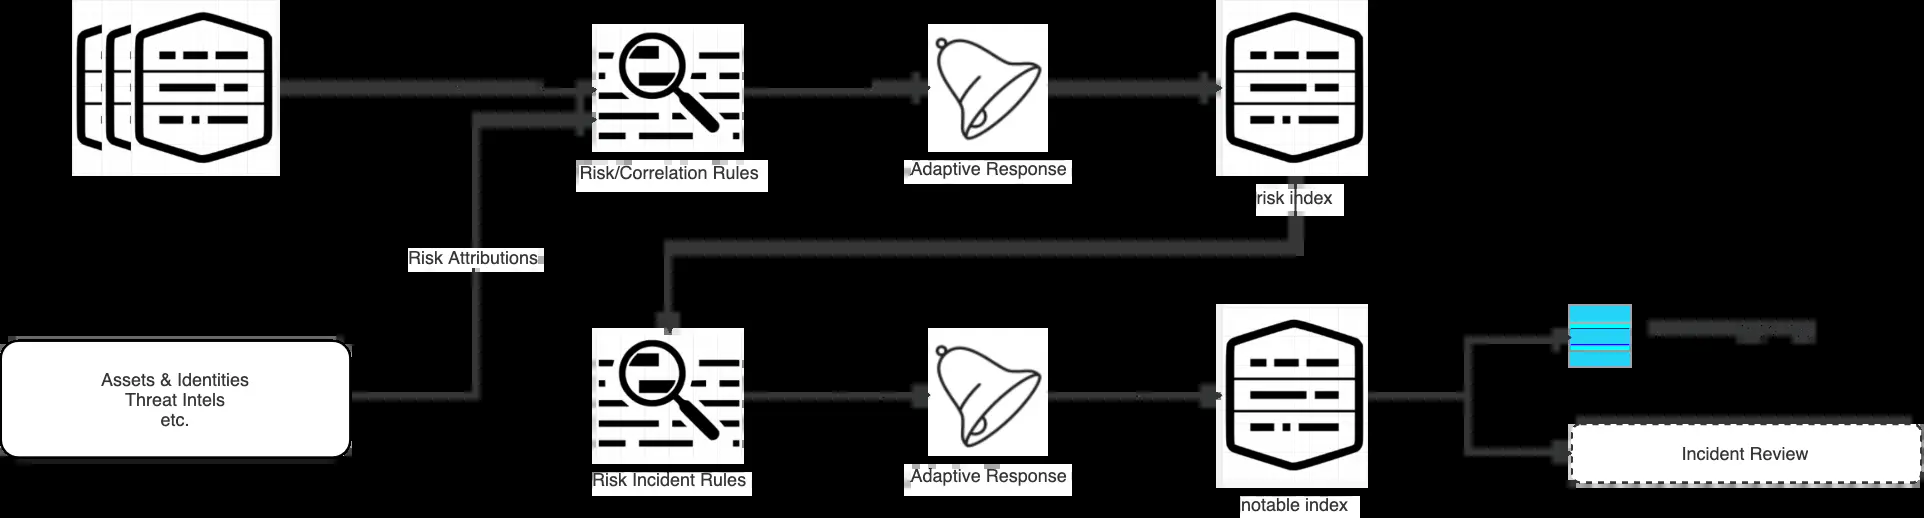 Risk/Correlation Rules
Adaptive Response
risk index
Risk Attributions
Assets & Identities
Threat Intels
etc.
Risk Incident Rules
Adaptive Response
notable index
Incident Review